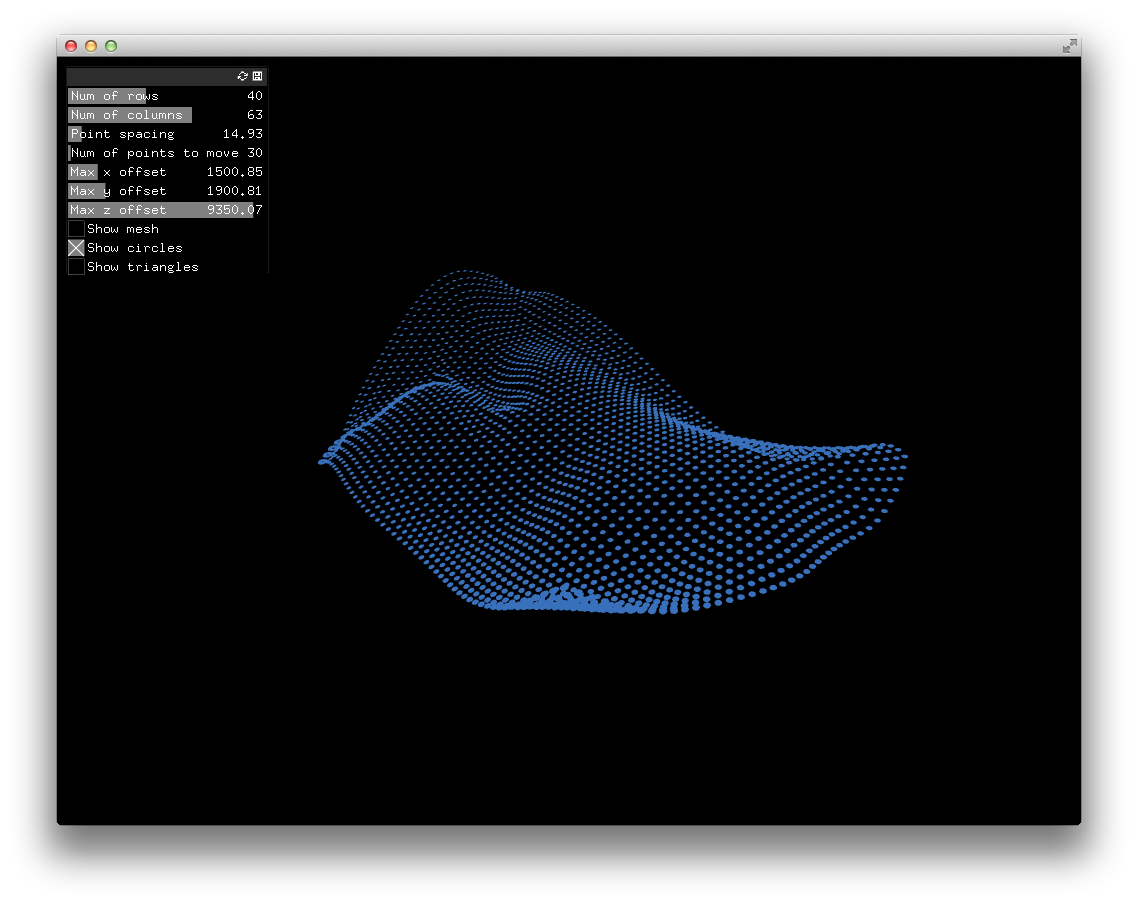 Num of rows 40
Num of columns 63
Point spacing 14.93
Num of points to move 30
Max x offset 1500.85
Max y offset 1900.81
Max z offset 9350.07
Show mesh
Show circles
Show triangles